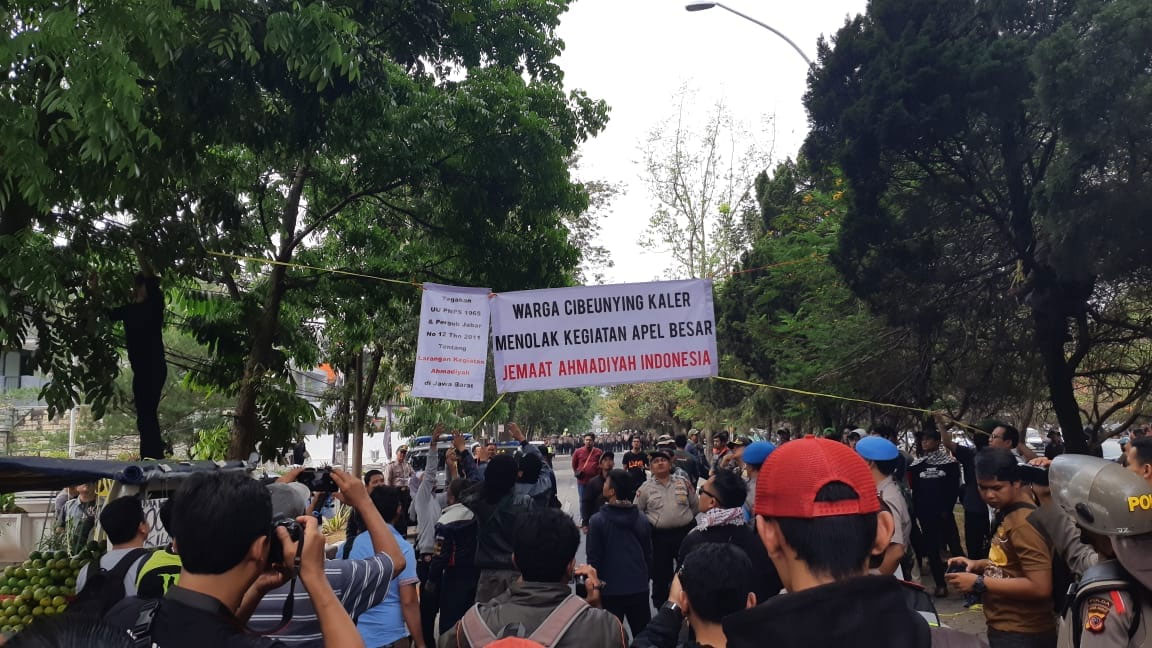 Tegakan
UU PNPS 1965
& Pergub Jabar
No 12 Thn 2011
Tentang
Larangan Kegiatan
Ahmadiyah
di Jawa Barat
WARGA CIBEUNYING KALER
MENOLAK KEGIATAN APEL BESAR
JEMAAT AHMADIYAH INDONESIA
POL